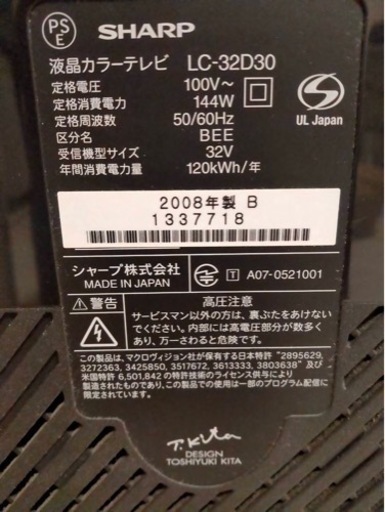 PS
E
SHARP
液晶カラーテレビ LC-32D30
定格電圧 100V～
定格消費電力 144W
定格周波数 50/60Hz
区分名 BEE
受信機型サイズ 32V
年間消費電力量 120kWh/年
S
UL Japan
2008年製 B
1337718
シャープ株式会社
MADE IN JAPAN
T A07-0521001
警告 高圧注意
サービスマン以外の方は、裏ぶたをあけない
でください。内部には高電圧部分が数多く
あり、万一さわると危険です。
この製品は、マクロヴィジョン社が保有する日本特許 "2895629,
3272363, 3425850, 3517672, 3613333, 3803638" 及び
米国特許 6,501,842 の特許技術のライセンス供与により
製造されたものであり、この製品での使用は一部のプログラム配信に
限定されています。
T.Kita
DESIGN
TOSHIYUKI KITA